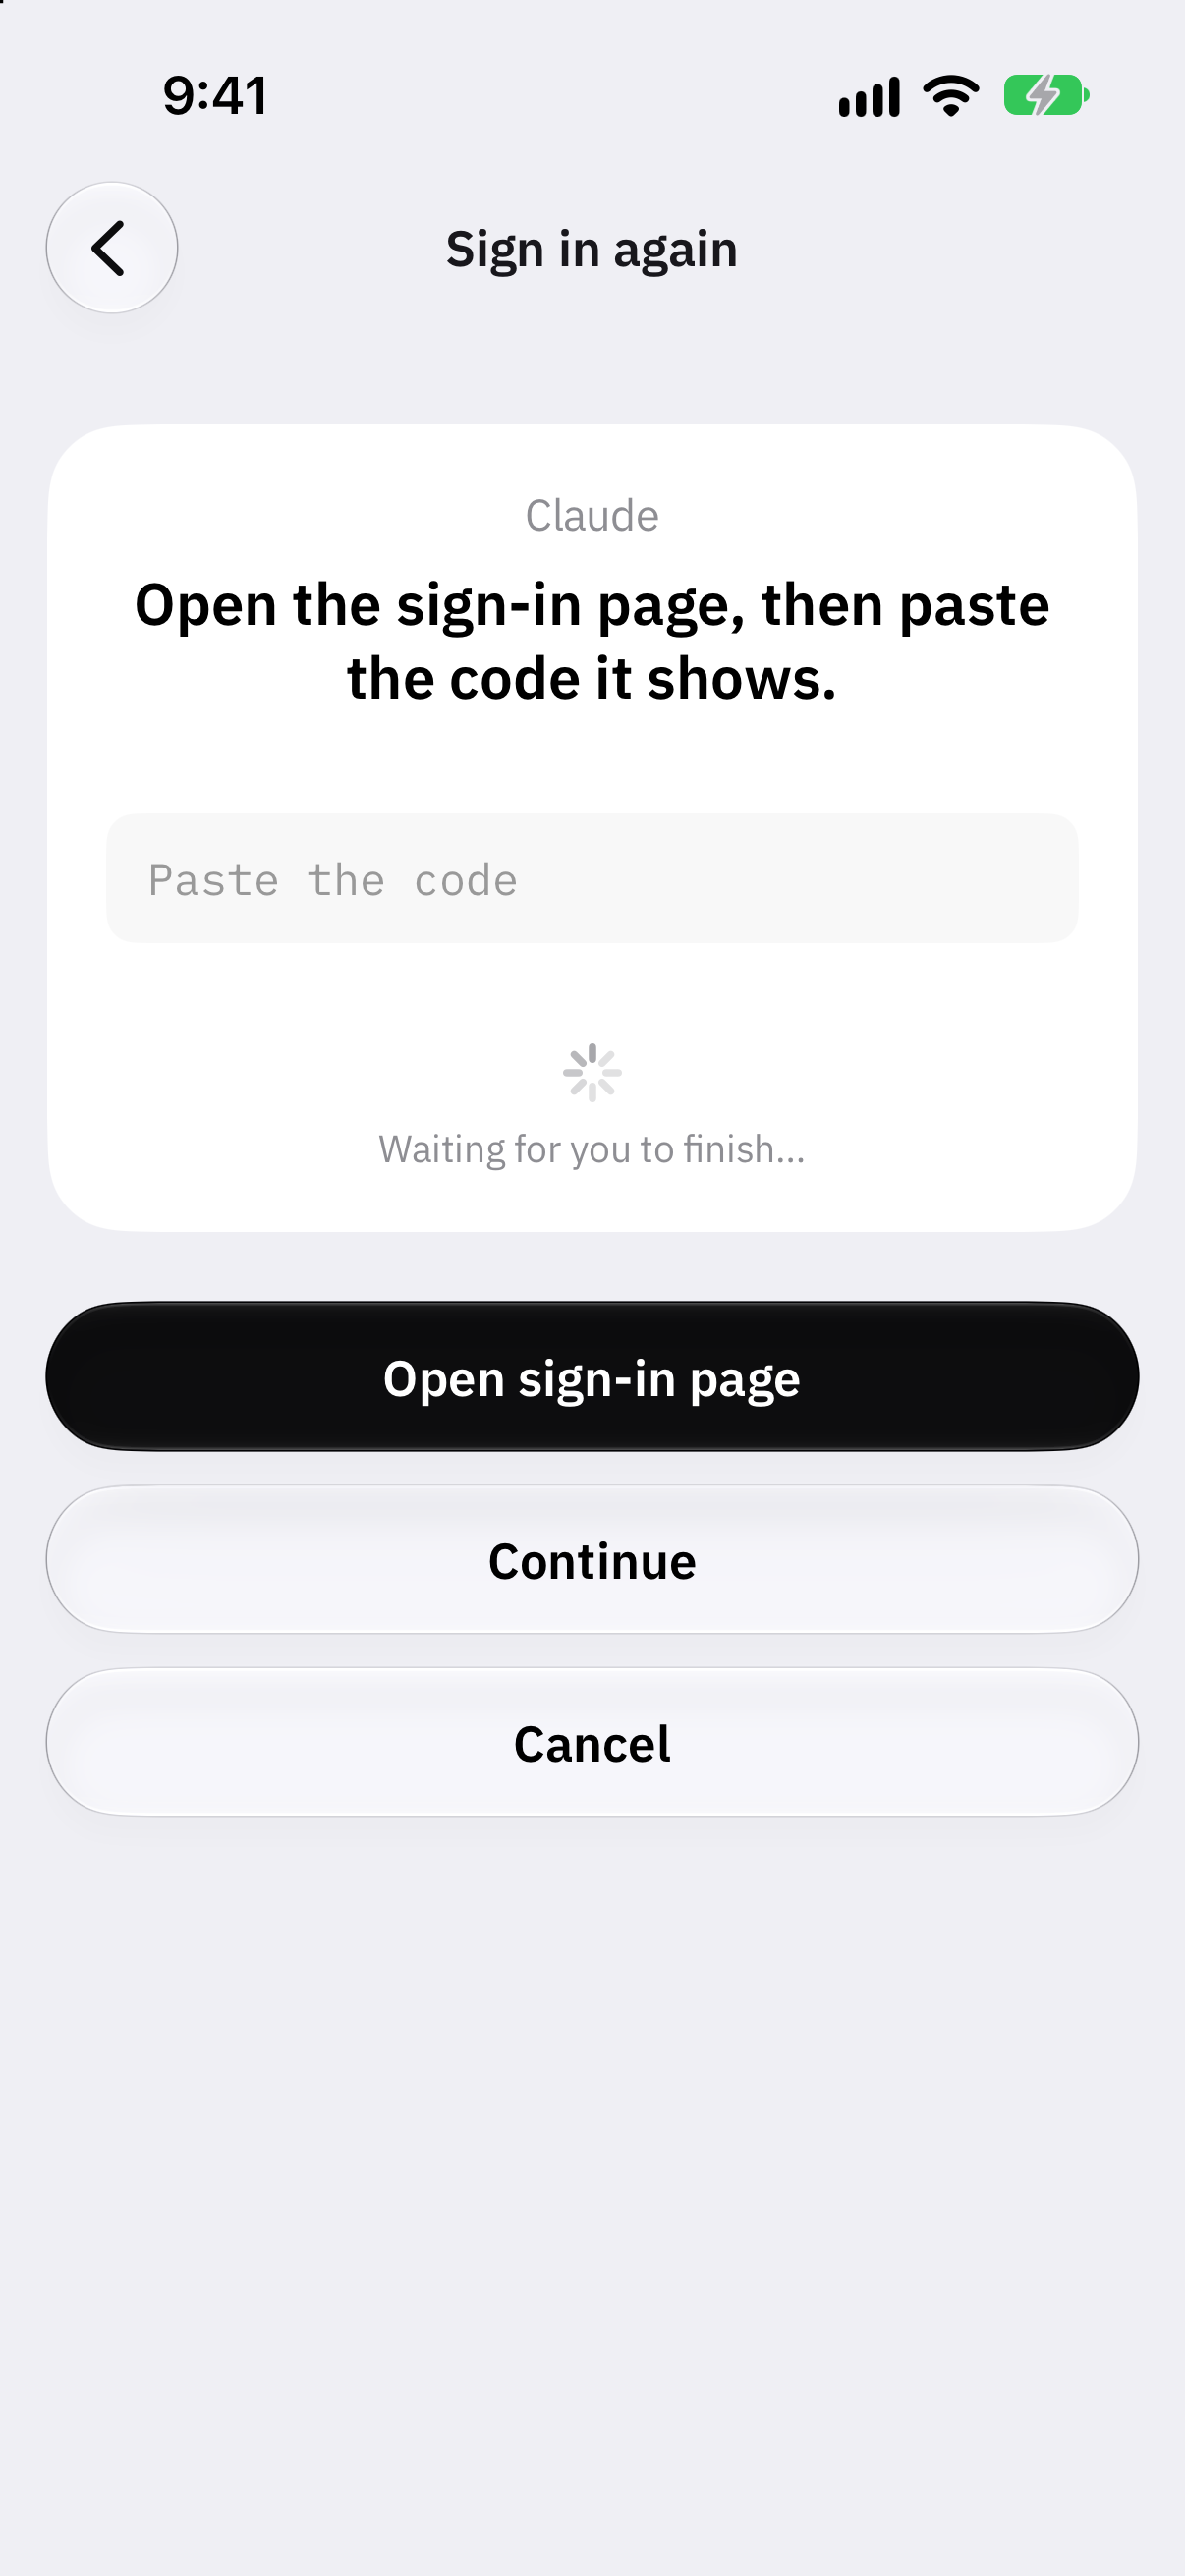 9:41
Sign in again
Claude
Open the sign-in page, then paste
the code it shows.
Paste the code
Waiting for you to finish...
Open sign-in page
Continue
Cancel